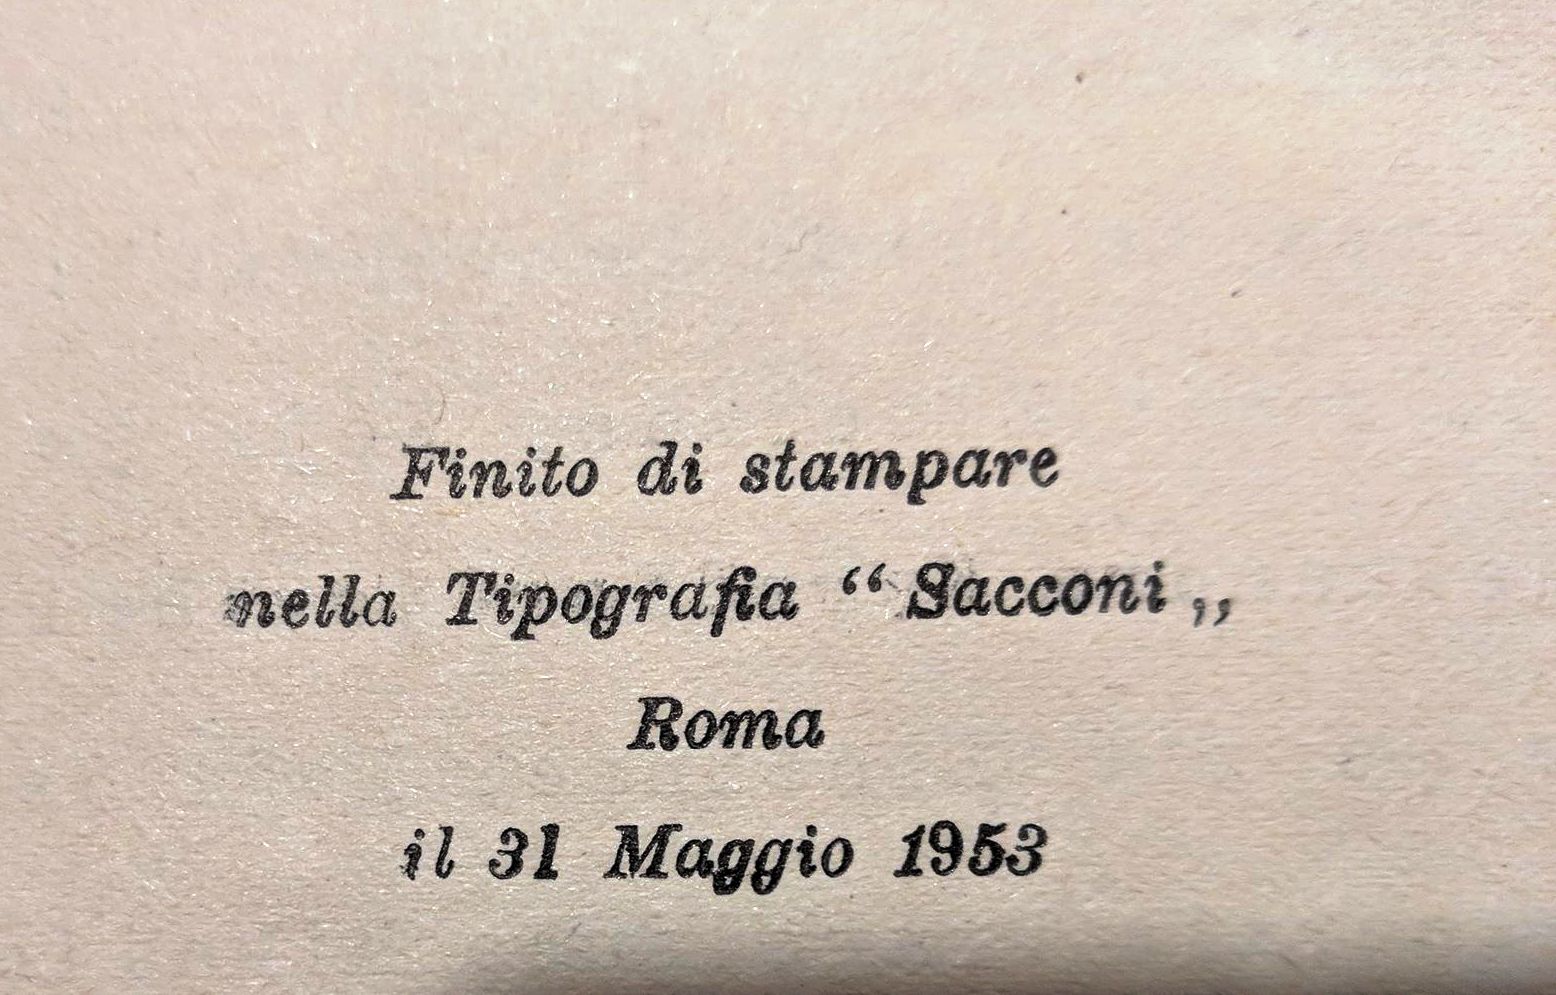 Finito di stampare
nella Tipografia “ Sacconi „
Roma
il 31 Maggio 1953